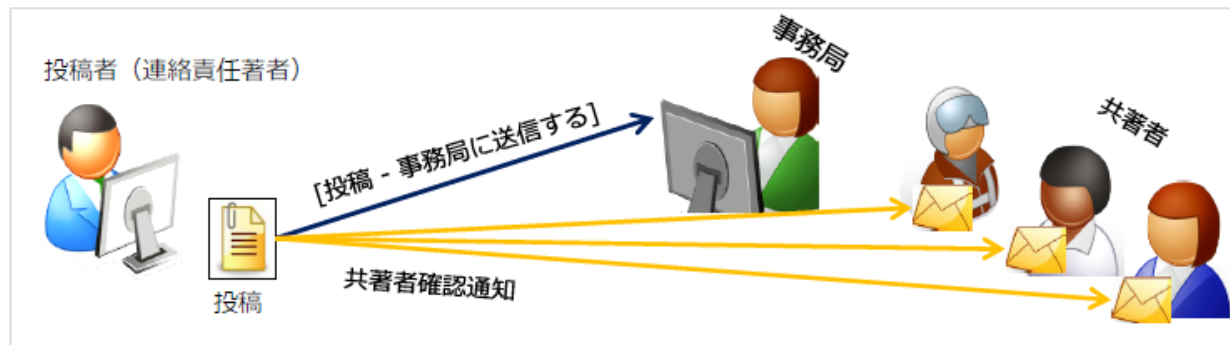 投稿者（連絡責任著者）
事務局
共著者
[投稿 - 事務局に送信する]
共著者確認通知
投稿